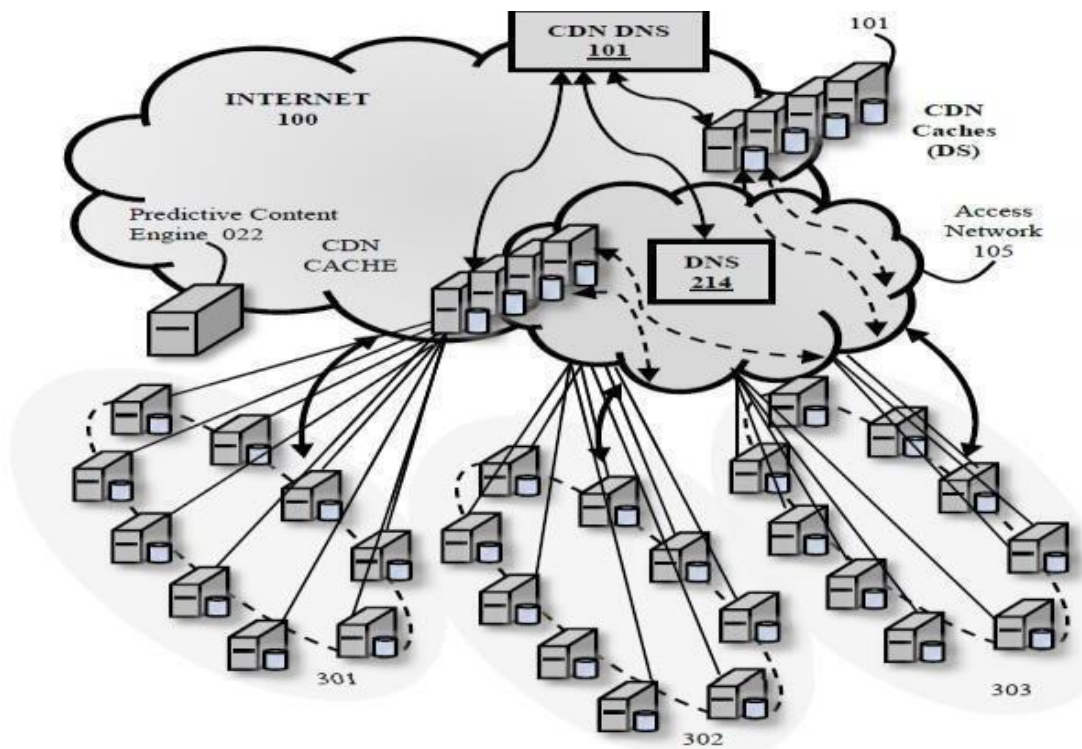 CDN DNS
101
101
INTERNET
100
CDN
Caches
(DS)
Predictive Content
Engine 022
CDN
CACHE
Access
Network
105
DNS
214
301
302
303